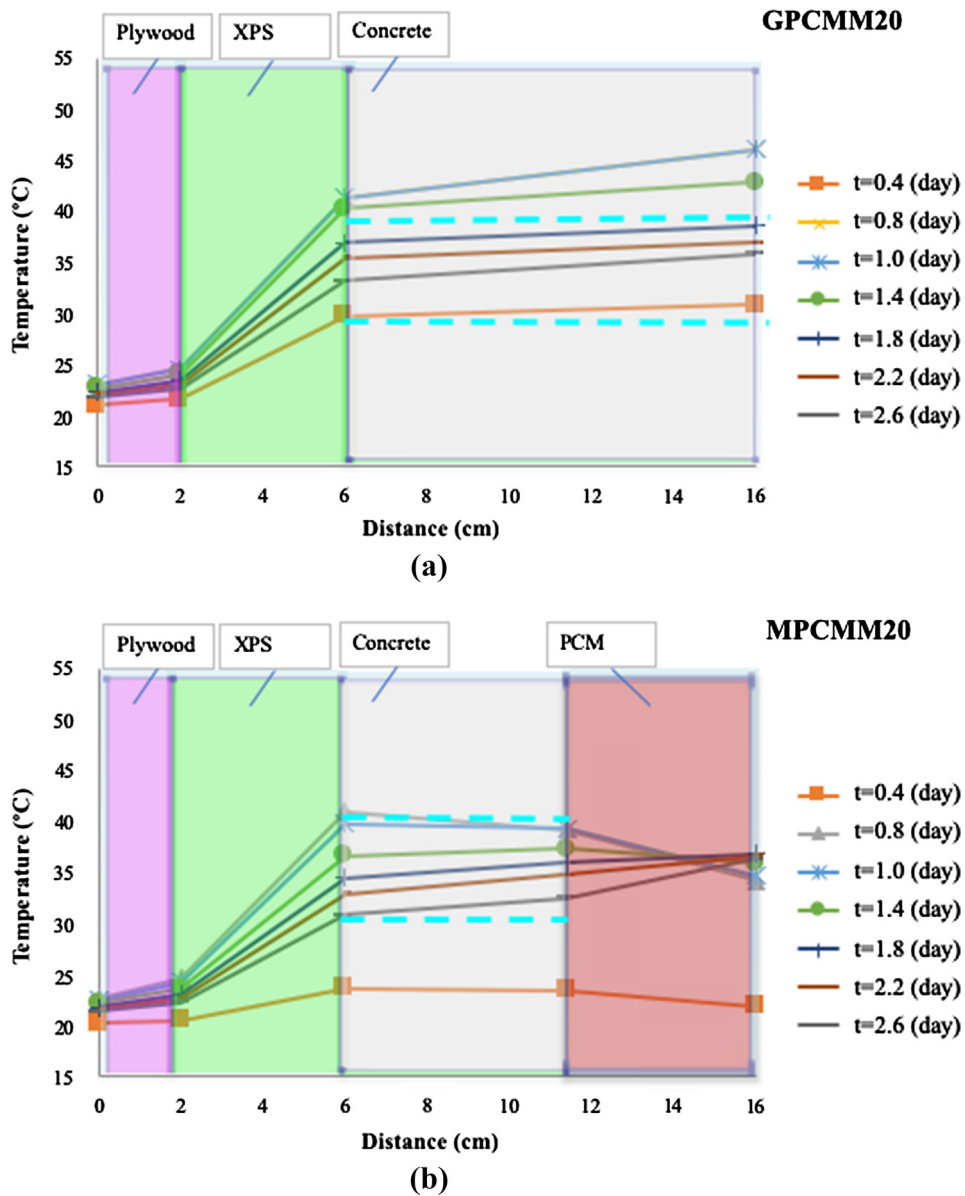 GPCMM20
Plywood XPS Concrete
55
50
45
40
35
30
25
20
15
Temperature (°C)
0 2 4 6 8 10 12 14 16
Distance (cm)
t=0.4 (day)
t=0.8 (day)
t=1.0 (day)
t=1.4 (day)
t=1.8 (day)
t=2.2 (day)
t=2.6 (day)
(a)
MPCMM20
Plywood XPS Concrete PCM
55
50
45
40
35
30
25
20
15
Temperature (°C)
0 2 4 6 8 10 12 14 16
Distance (cm)
t=0.4 (day)
t=0.8 (day)
t=1.0 (day)
t=1.4 (day)
t=1.8 (day)
t=2.2 (day)
t=2.6 (day)
(b)